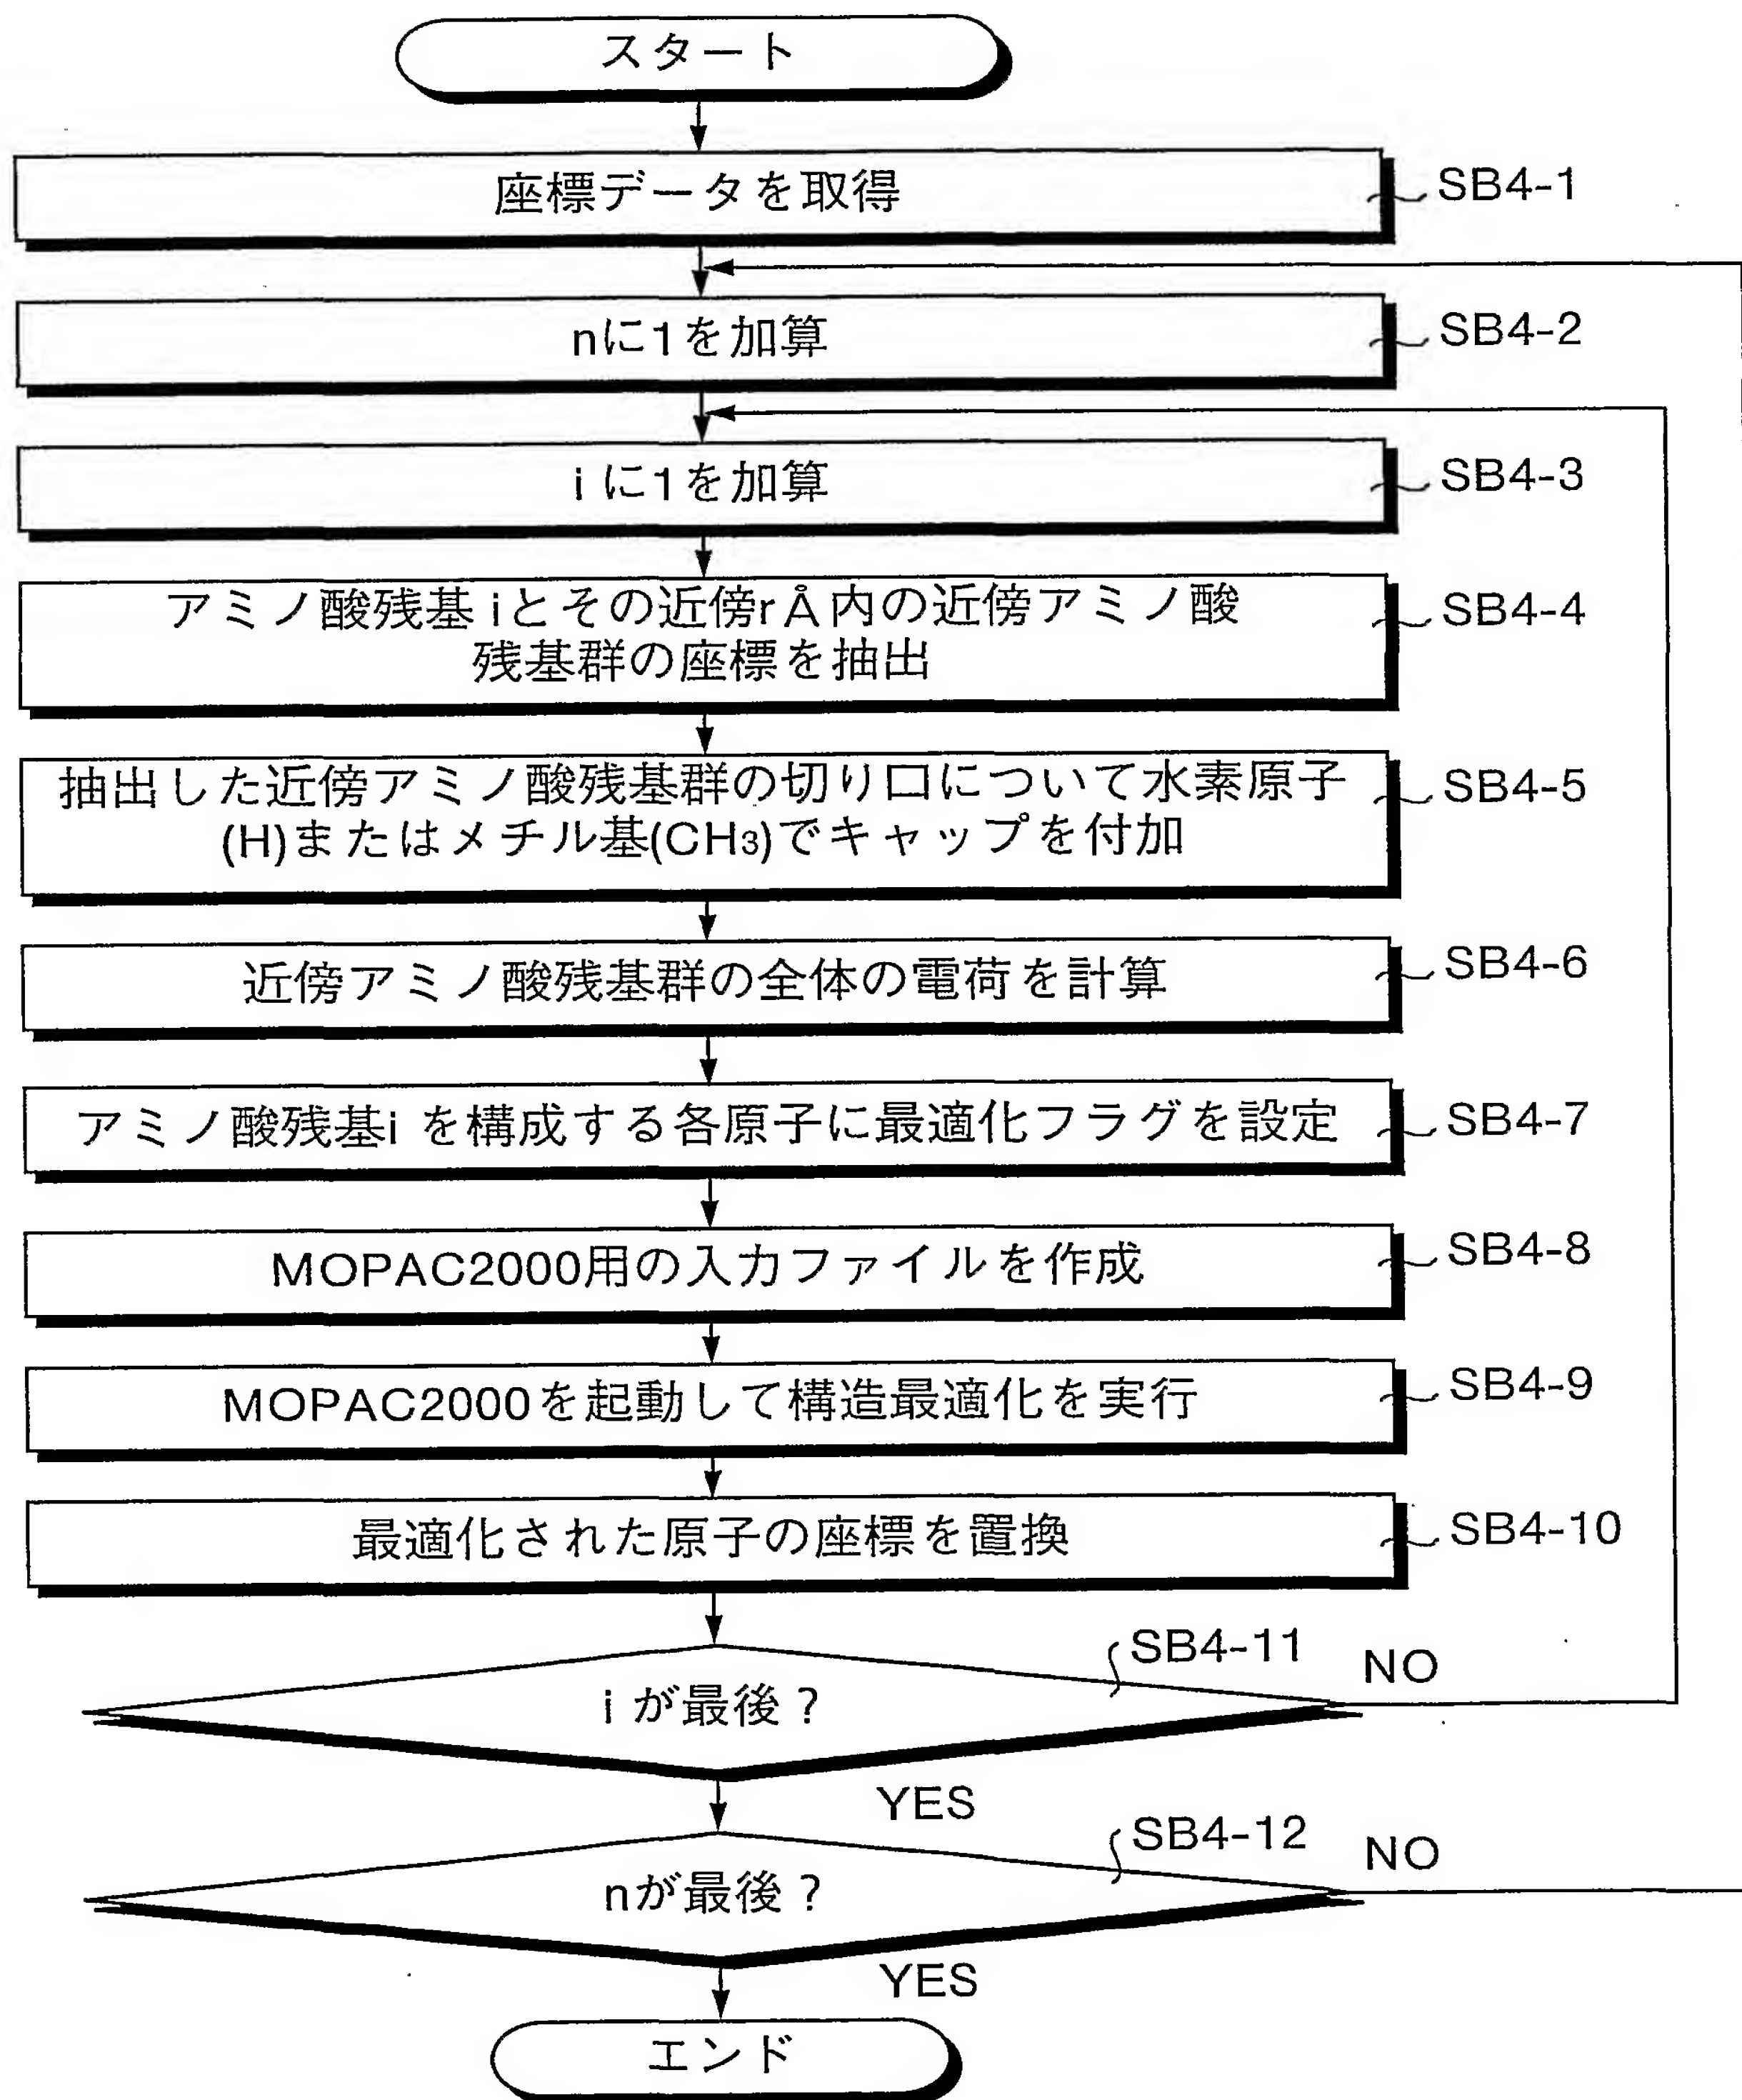 スタート
座標データを取得
SB4-1
nに1を加算
SB4-2
iに1を加算
SB4-3
アミノ酸残基iとその近傍rÅ内の近傍アミノ酸
残基群の座標を抽出
SB4-4
抽出した近傍アミノ酸残基群の切り口について水素原子
(H)またはメチル基(CH3)でキャップを付加
SB4-5
近傍アミノ酸残基群の全体の電荷を計算
SB4-6
アミノ酸残基iを構成する各原子に最適化フラグを設定
SB4-7
MOPAC2000用の入力ファイルを作成
SB4-8
MOPAC2000を起動して構造最適化を実行
SB4-9
最適化された原子の座標を置換
SB4-10
iが最後?
SB4-11
NO
YES
nが最後?
SB4-12
NO
YES
エンド